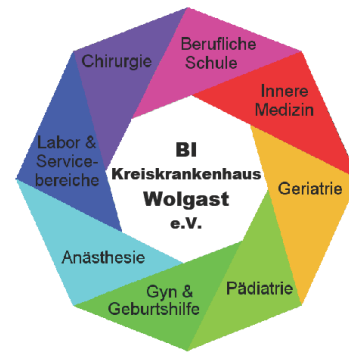 Berufliche
Schule
Innere
Medizin
Geriatrie
Pädiatrie
Gyn &
Geburtshilfe
Anästhesie
Labor &
Service-
bereiche
Chirurgie
BI
Kreiskrankenhaus
Wolgast
e.V.